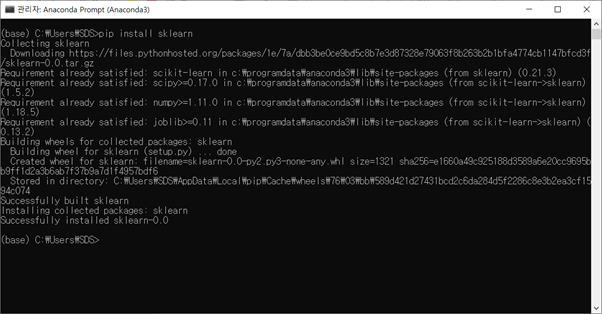 관리자: Anaconda Prompt (Anaconda3)
(base) C:₩Users₩SDS>pip install sklearn
Collecting sklearn
  Downloading https://files.pythonhosted.org/packages/1e/7a/dbb3be0ce9bd5c8b7e3d87328e79063f8b263b2b1bfa4774cb1147bfcd3f
/sklearn-0.0.tar.gz
Requirement already satisfied: scikit-learn in c:₩programdata₩anaconda3₩lib₩site-packages (from sklearn) (0.21.3)
Requirement already satisfied: scipy>=0.17.0 in c:₩programdata₩anaconda3₩lib₩site-packages (from scikit-learn->sklearn)
(1.5.2)
Requirement already satisfied: numpy>=1.11.0 in c:₩programdata₩anaconda3₩lib₩site-packages (from scikit-learn->sklearn)
(1.18.5)
Requirement already satisfied: joblib>=0.11 in c:₩programdata₩anaconda3₩lib₩site-packages (from scikit-learn->sklearn) (
0.13.2)
Building wheels for collected packages: sklearn
  Building wheel for sklearn (setup.py) ... done
  Created wheel for sklearn: filename=sklearn-0.0-py2.py3-none-any.whl size=1321 sha256=e1660a49c925188d3589a6e20cc9695b
b9ff1d2a3b6ab7f37b9a7d1f4957bdf6
  Stored in directory: C:₩Users₩SDS₩AppData₩Local₩pip₩Cache₩wheels₩76₩03₩bb₩589d421d27431bcd2c6da284d5f2286c8e3b2ea3cf15
94c074
Successfully built sklearn
Installing collected packages: sklearn
Successfully installed sklearn-0.0
(base) C:₩Users₩SDS>